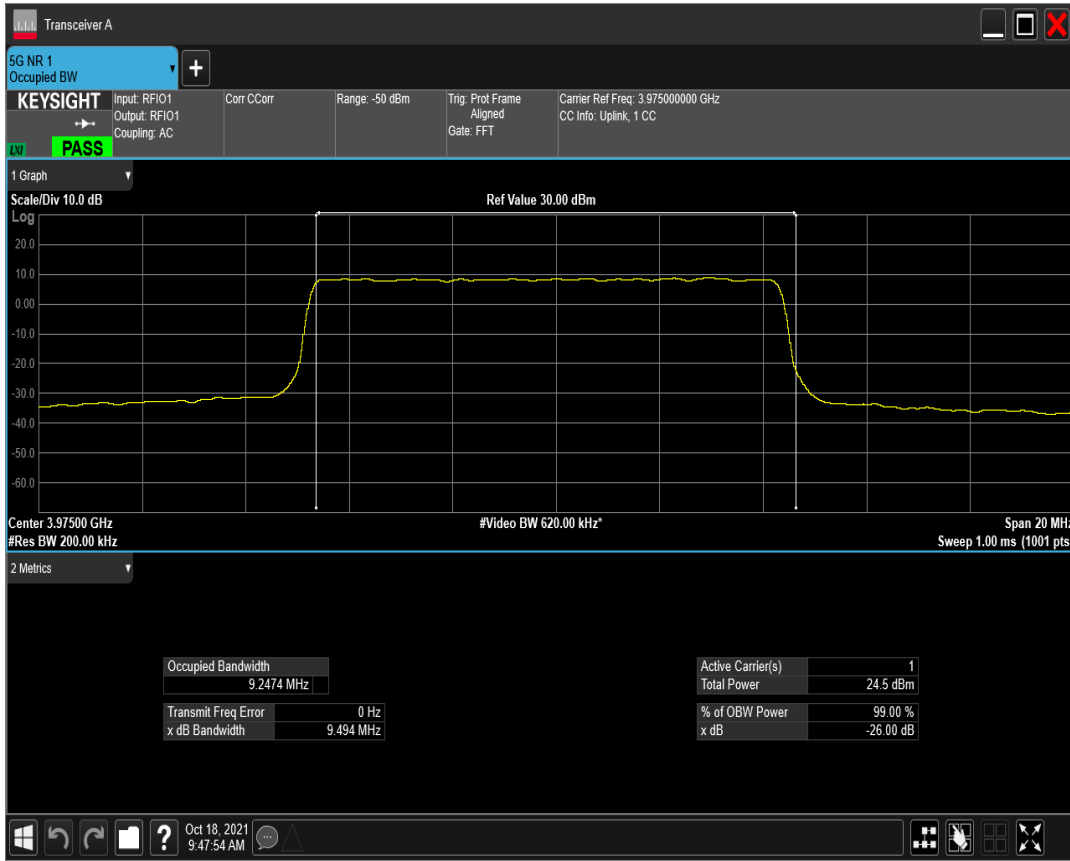 Transceiver A
5G NR 1
Occupied BW
KEYSIGHT
LXI
PASS
Input: RFIO1
Output: RFIO1
Coupling: AC
Corr CCorr
Range: -50 dBm
Trig: Prot Frame
Aligned
Gate: FFT
Carrier Ref Freq: 3.975000000 GHz
CC Info: Uplink, 1 CC
1 Graph
Scale/Div 10.0 dB
Ref Value 30.00 dBm
Log
20.0
10.0
0.00
-10.0
-20.0
-30.0
-40.0
-50.0
-60.0
Center 3.97500 GHz
#Video BW 620.00 kHz*
Span 20 MHz
#Res BW 200.00 kHz
Sweep 1.00 ms (1001 pts
2 Metrics
Occupied Bandwidth
9.2474 MHz
Transmit Freq Error 0 Hz
x dB Bandwidth 9.494 MHz
Active Carrier(s) 1
Total Power 24.5 dBm
% of OBW Power 99.00 %
x dB -26.00 dB
?
Oct 18, 2021
9:47:54 AM